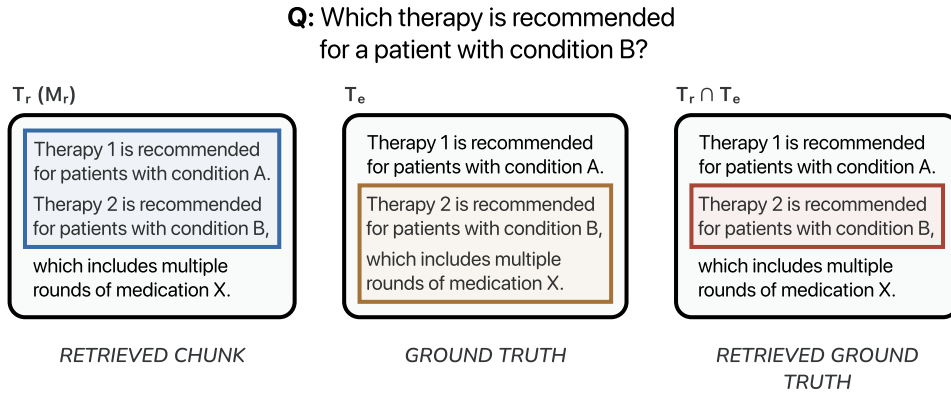 Q: Which therapy is recommended
for a patient with condition B?
Tᵣ (Mᵣ)
Therapy 1 is recommended
for patients with condition A.
Therapy 2 is recommended
for patients with condition B,
which includes multiple
rounds of medication X.
RETRIEVED CHUNK
Tₑ
Therapy 1 is recommended
for patients with condition A.
Therapy 2 is recommended
for patients with condition B,
which includes multiple
rounds of medication X.
GROUND TRUTH
Tᵣ ∩ Tₑ
Therapy 1 is recommended
for patients with condition A.
Therapy 2 is recommended
for patients with condition B,
which includes multiple
rounds of medication X.
RETRIEVED GROUND
TRUTH